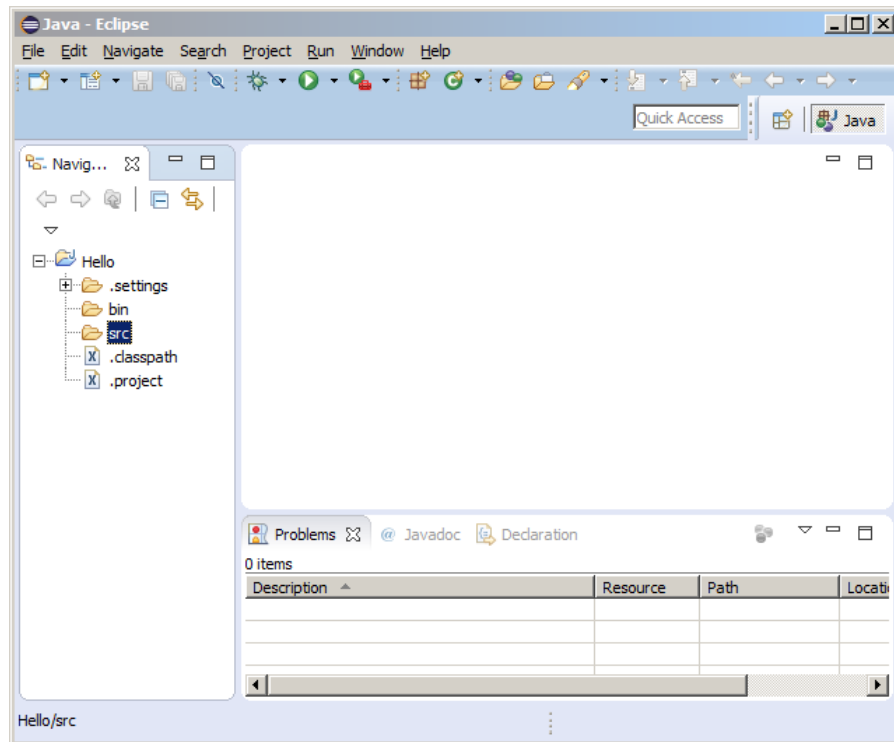 Java - Eclipse
File Edit Navigate Search Project Run Window Help
Quick Access
Java
Navig...
Hello
.settings
bin
src
.classpath
.project
Problems @ Javadoc Declaration
0 items
Description Resource Path Locati
Hello/src